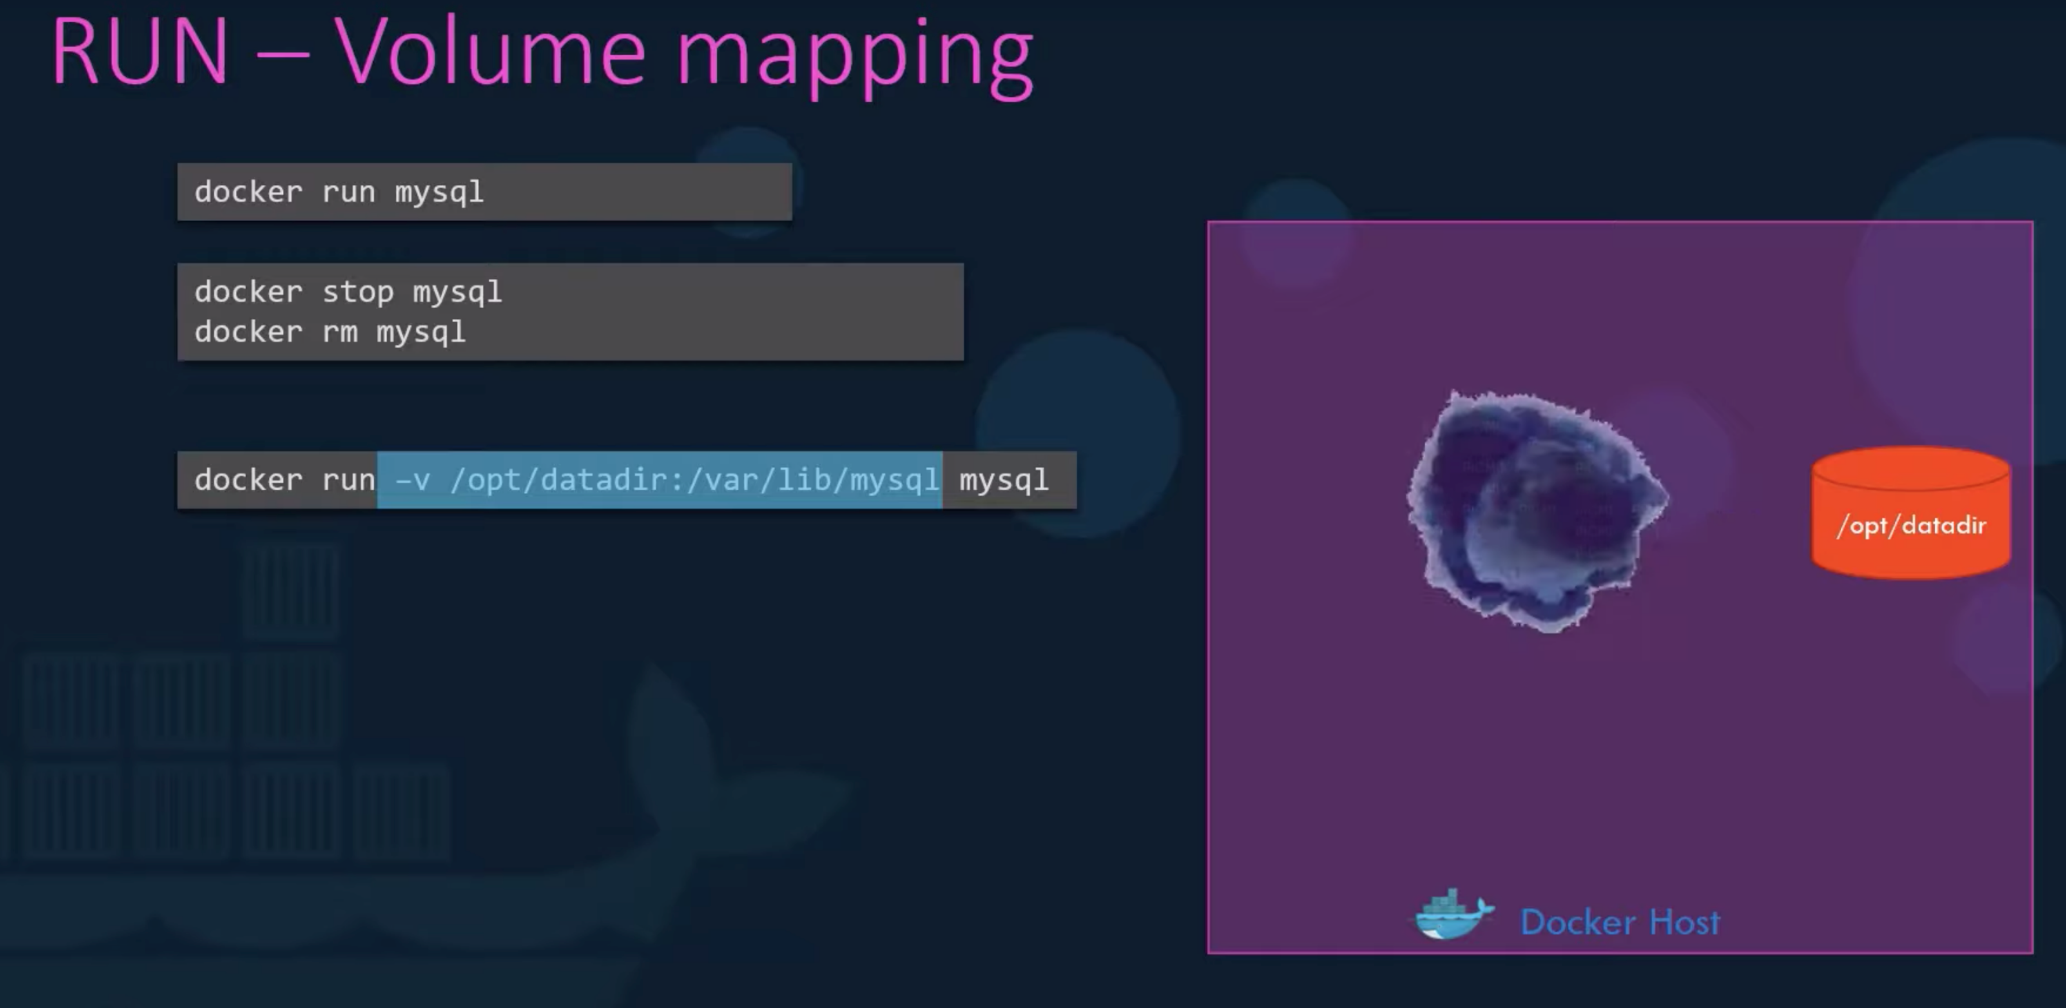 RUN – Volume mapping
docker run mysql
docker stop mysql
docker rm mysql
docker run –v /opt/datadir:/var/lib/mysql mysql
/opt/datadir
Docker Host